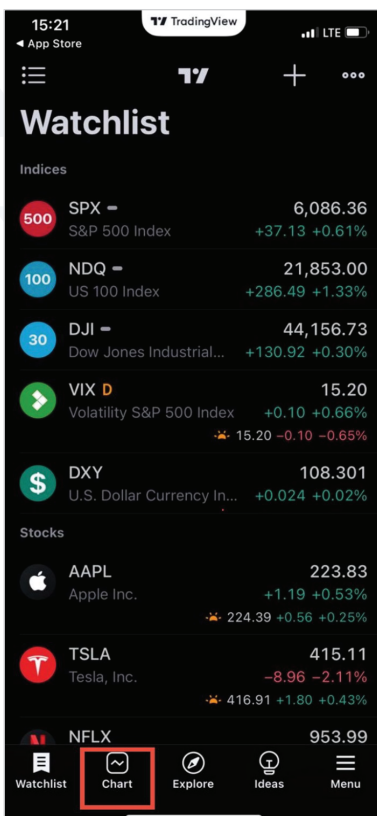 15:21
TradingView
LTE
◄ App Store
Watchlist
Indices
500 SPX 6,086.36
S&P 500 Index +37.13 +0.61%
100 NDQ 21,853.00
US 100 Index +286.49 +1.33%
30 DJI 44,156.73
Dow Jones Industrial... +130.92 +0.30%
VIX D 15.20
Volatility S&P 500 Index +0.10 +0.66%
15.20 −0.10 −0.65%
$ DXY 108.301
U.S. Dollar Currency In... +0.024 +0.02%
Stocks
AAPL 223.83
Apple Inc. +1.19 +0.53%
224.39 +0.56 +0.25%
TSLA 415.11
Tesla, Inc. −8.96 −2.11%
416.91 +1.80 +0.43%
NFLX 953.99
Watchlist Chart Explore Ideas Menu